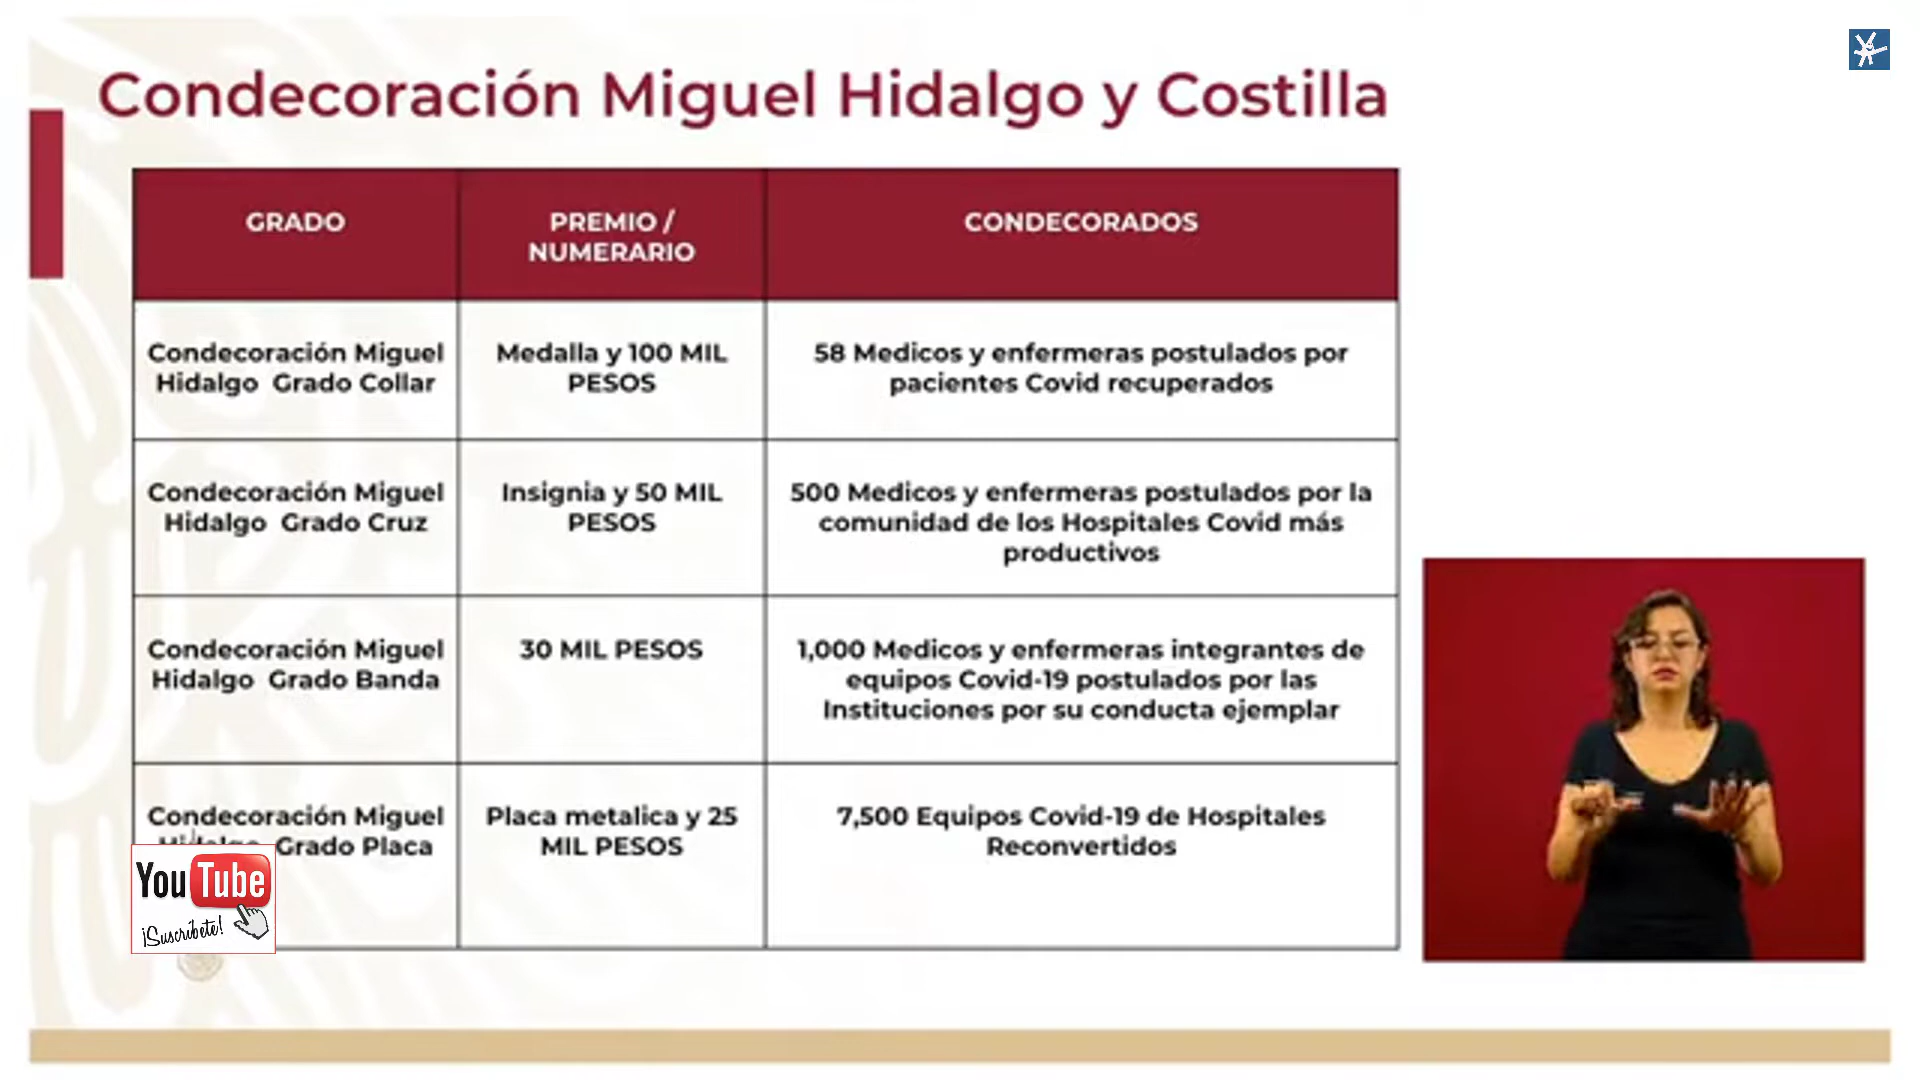 Condecoración Miguel Hidalgo y Costilla
GRADO
PREMIO /
NUMERARIO
CONDECORADOS
Condecoración Miguel
Hidalgo Grado Collar
Medalla y 100 MIL
PESOS
58 Medicos y enfermeras postulados por
pacientes Covid recuperados
Condecoración Miguel
Hidalgo Grado Cruz
Insignia y 50 MIL
PESOS
500 Medicos y enfermeras postulados por la
comunidad de los Hospitales Covid más
productivos
Condecoración Miguel
Hidalgo Grado Banda
30 MIL PESOS
1,000 Medicos y enfermeras integrantes de
equipos Covid-19 postulados por las
Instituciones por su conducta ejemplar
Condecoración Miguel
Hidalgo Grado Placa
Placa metalica y 25
MIL PESOS
7,500 Equipos Covid-19 de Hospitales
Reconvertidos
YouTube
¡Suscríbete!